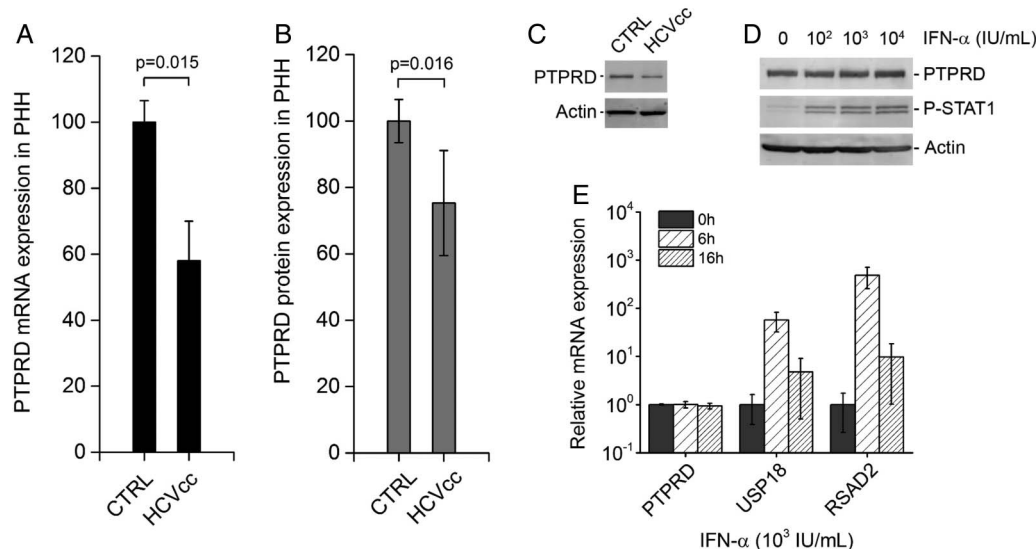 A
PTPRD mRNA expression in PHH
120
100
80
60
40
20
0
p=0.015
CTRL
HCVcc
B
PTPRD protein expression in PHH
120
100
80
60
40
20
0
p=0.016
CTRL
HCVcc
C
CTRL
HCVcc
PTPRD
Actin
D
0 10² 10³ 10⁴ IFN-α (IU/mL)
PTPRD
P-STAT1
Actin
E
Relative mRNA expression
10⁴
10³
10²
10¹
10⁰
10⁻¹
0h
6h
16h
PTPRD
USP18
RSAD2
IFN-α (10³ IU/mL)